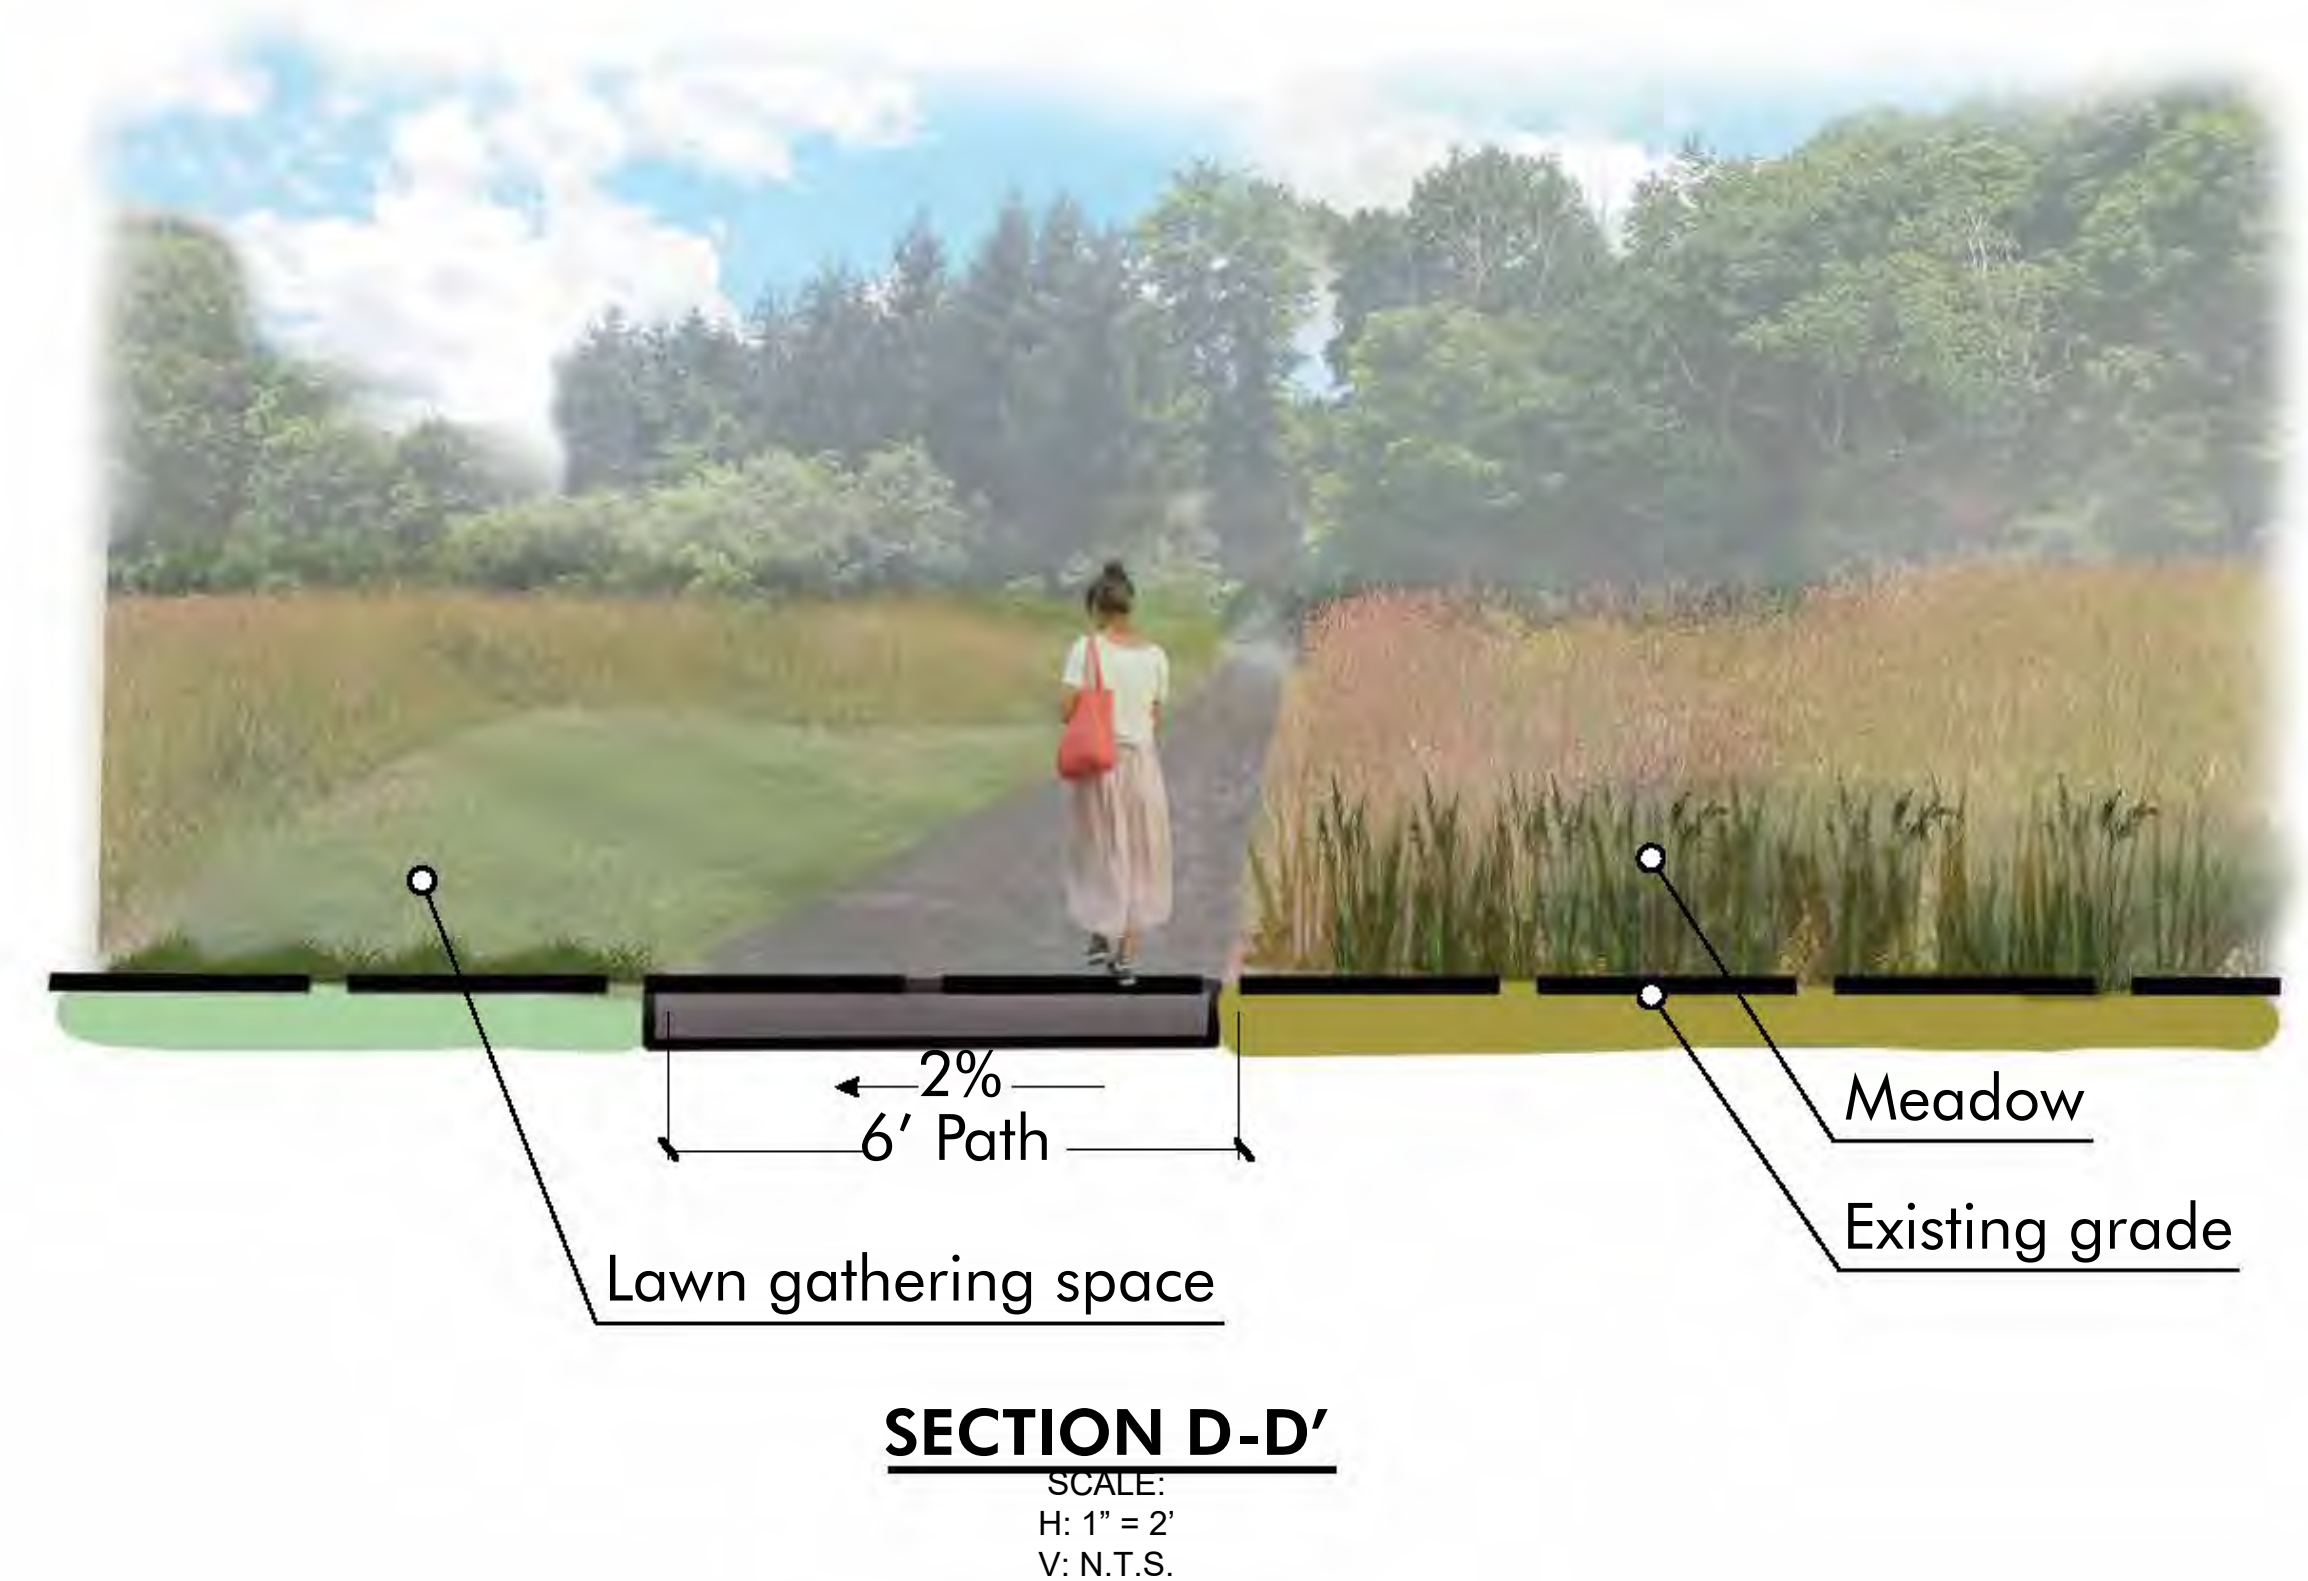 2%
6’ Path
Meadow
Existing grade
Lawn gathering space
SECTION D-D’
SCALE:
H: 1” = 2’
V: N.T.S.